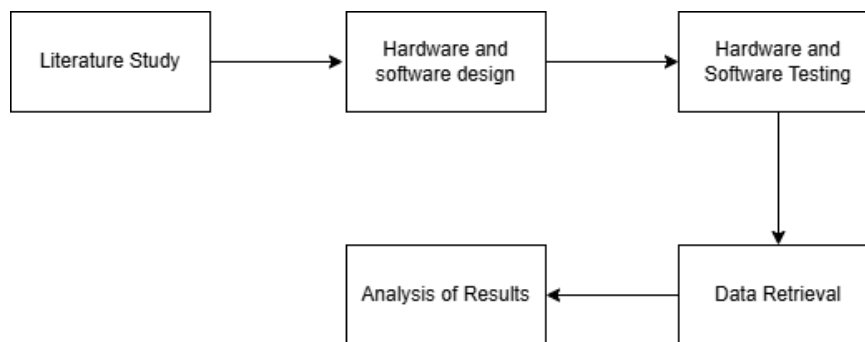 Literature Study
Hardware and
software design
Hardware and
Software Testing
Data Retrieval
Analysis of Results